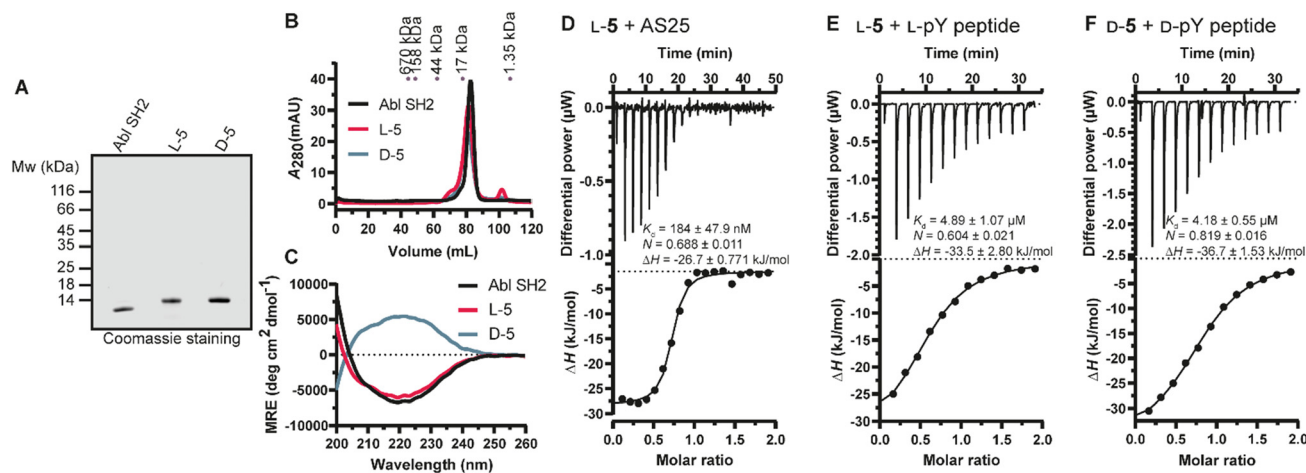 A
Abl SH2
L-5
D-5
Mw (kDa)
116
66
45
35
25
18
14
Coomassie staining
B
670 kDa
158 kDa
44 kDa
17 kDa
1.35 kDa
A280(mAU)
40
30
20
10
0
Abl SH2
L-5
D-5
0 20 40 60 80 100 120
Volume (mL)
C
MRE (deg cm2 dmol-1)
10000
5000
0
-5000
-10000
Abl SH2
L-5
D-5
200 210 220 230 240 250 260
Wavelength (nm)
D L-5 + AS25
Time (min)
0 10 20 30 40 50
Differential power (µW)
0.0
-0.5
-1.0
Kd = 184 ± 47.9 nM
N = 0.688 ± 0.011
ΔH = -26.7 ± 0.771 kJ/mol
ΔH (kJ/mol)
-5
-10
-15
-20
-25
-30
0.0 0.5 1.0 1.5 2.0
Molar ratio
E L-5 + L-pY peptide
Time (min)
0 10 20 30
Differential power (µW)
0.0
-0.5
-1.0
-1.5
-2.0
Kd = 4.89 ± 1.07 µM
N = 0.604 ± 0.021
ΔH = -33.5 ± 2.80 kJ/mol
ΔH (kJ/mol)
0
-5
-10
-15
-20
-25
-30
0.0 0.5 1.0 1.5 2.0
Molar ratio
F D-5 + D-pY peptide
Time (min)
0 10 20 30
Differential power (µW)
0.0
-0.5
-1.0
-1.5
-2.0
-2.5
Kd = 4.18 ± 0.55 µM
N = 0.819 ± 0.016
ΔH = -36.7 ± 1.53 kJ/mol
ΔH (kJ/mol)
0
-5
-10
-15
-20
-25
-30
0.0 0.5 1.0 1.5 2.0
Molar ratio